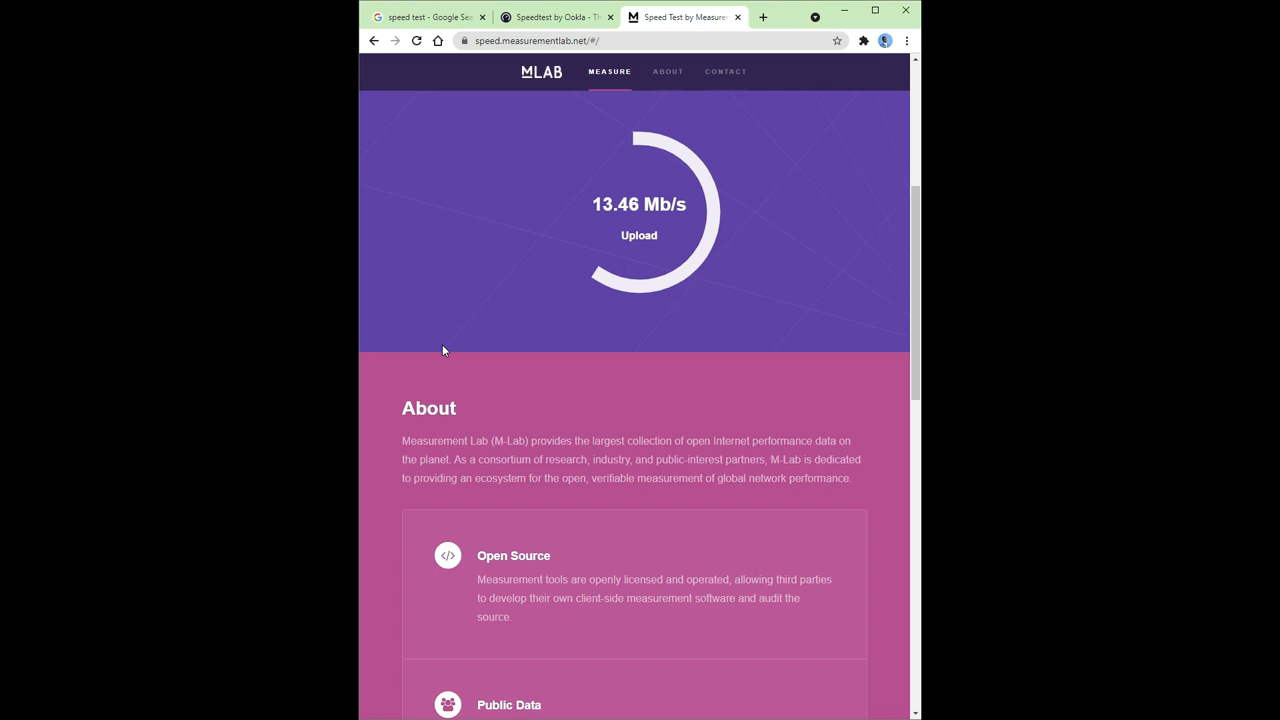 speed test - Google Sea
Speedtest by Ookla - Th
Speed Test by Measure
speed.measurementlab.net/#/
MLAB
MEASURE
ABOUT
CONTACT
13.46 Mb/s
Upload
About
Measurement Lab (M-Lab) provides the largest collection of open Internet performance data on
the planet. As a consortium of research, industry, and public-interest partners, M-Lab is dedicated
to providing an ecosystem for the open, verifiable measurement of global network performance.
Open Source
Measurement tools are openly licensed and operated, allowing third parties
to develop their own client-side measurement software and audit the
source.
Public Data